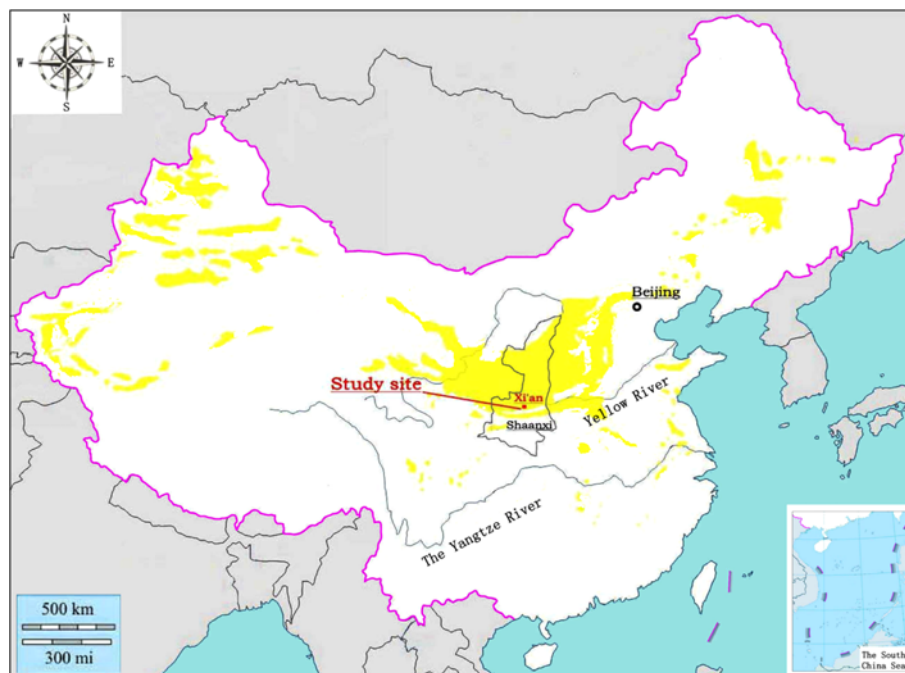 N
W E
S
Beijing
Study site
Xi'an
Yellow River
Shaanxi
The Yangtze River
500 km
300 mi
The South
China Sea